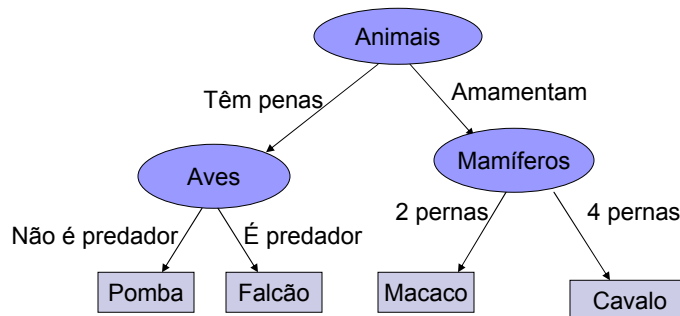 Animais
Têm penas
Amamentam
Aves
Mamíferos
Não é predador
É predador
2 pernas
4 pernas
Pomba
Falcão
Macaco
Cavalo